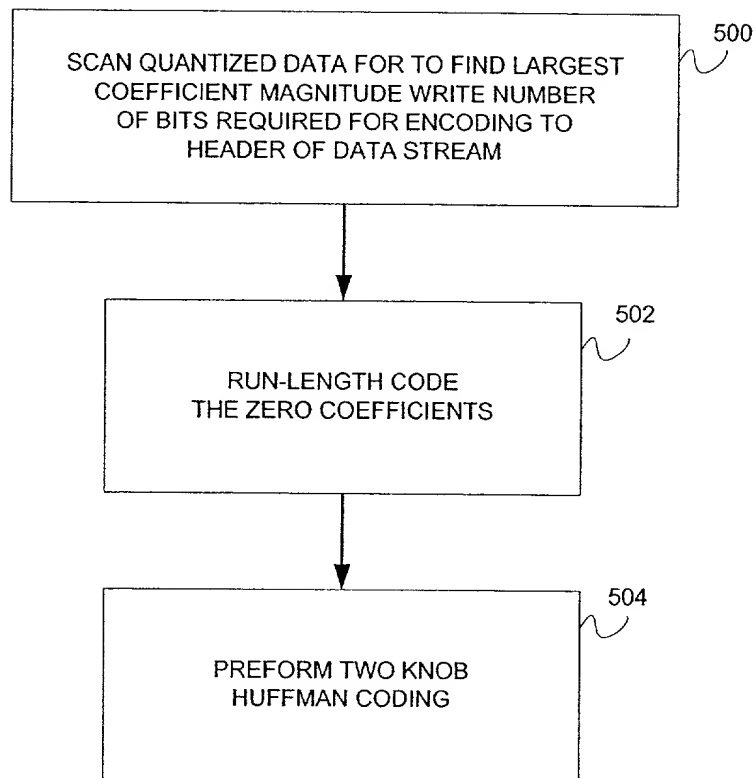 500
SCAN QUANTIZED DATA FOR TO FIND LARGEST
COEFFICIENT MAGNITUDE WRITE NUMBER
OF BITS REQUIRED FOR ENCODING TO
HEADER OF DATA STREAM
502
RUN-LENGTH CODE
THE ZERO COEFFICIENTS
504
PREFORM TWO KNOB
HUFFMAN CODING